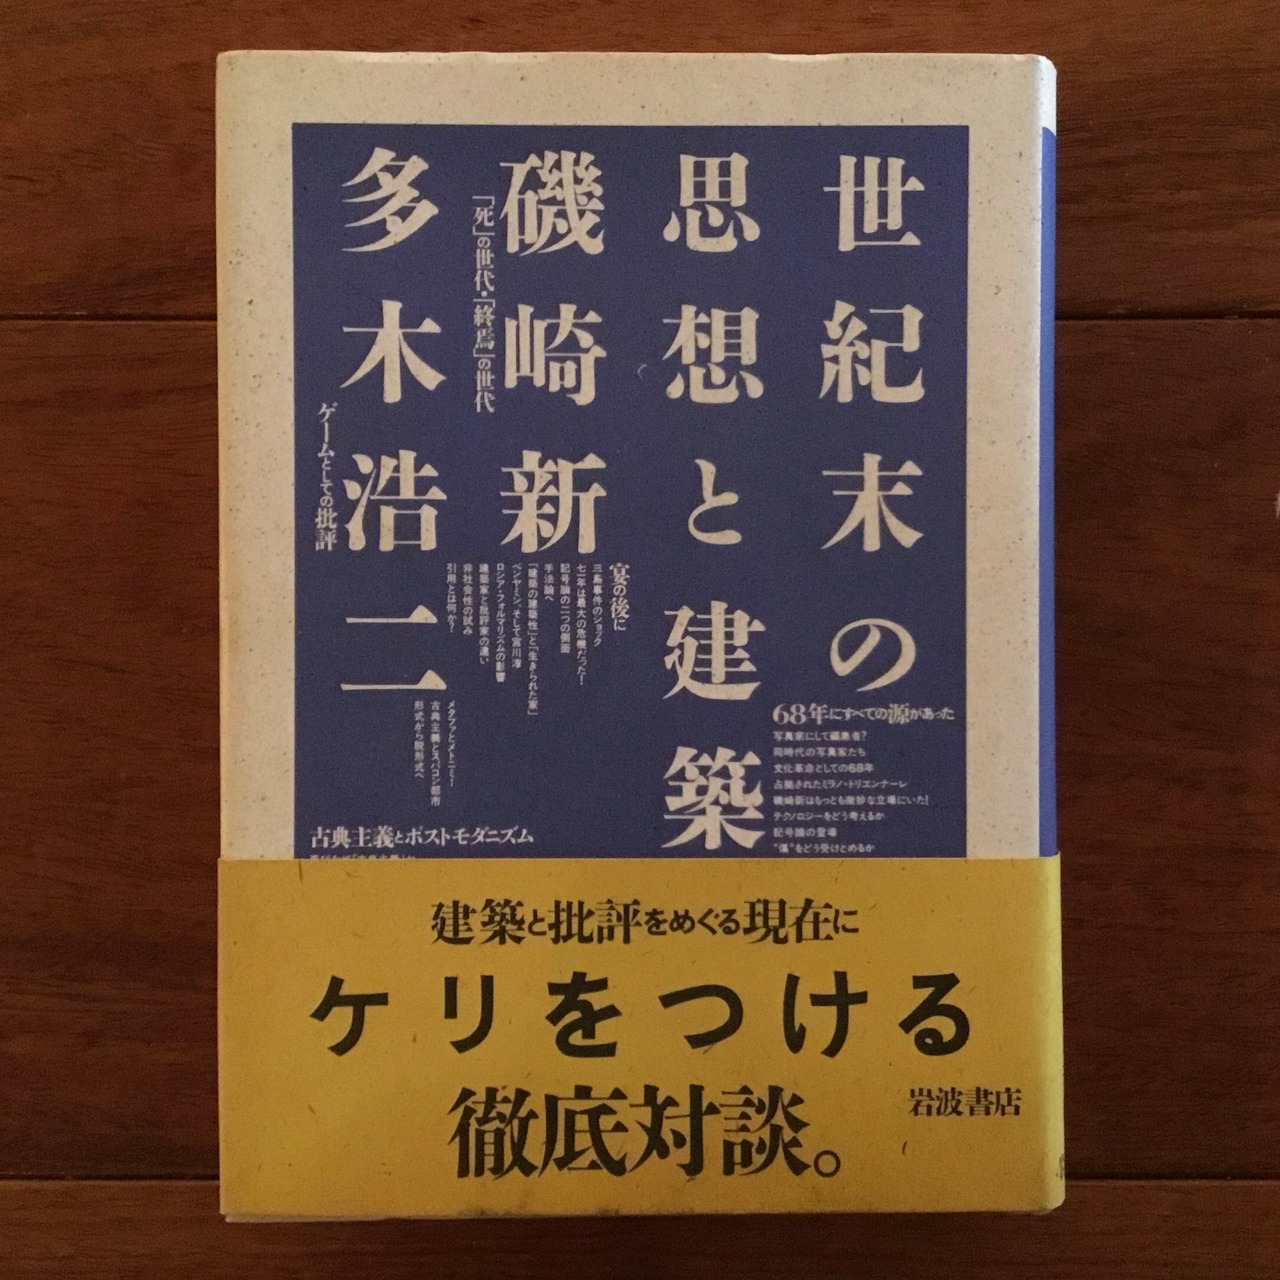 世紀末の
思想と建築
磯崎新
多木浩二
68年にすべての源があった
写真家にして編集者?
同時代の写真家たち
文化革命としての68年
占拠されたミラノ・トリエンナーレ
磯崎新はもっとも微妙な立場にいた!
テクノロジーをどう考えるか
記号論の登場
"傷"をどう受けとめるか
宴の後に
三島事件のショック
七〇年は最大の危機だった!
記号論の二つの側面
手法論へ
「建築の建築性」と「生きられた家」
ベンヤミン、そして宮川淳
ロシア・フォルマリズムの影響
建築家と批評家の違い
非社会性の試み
引用とは何か?
「死」の世代・「終焉」の世代
メタファとメトニミー
古典主義とスパコン都市
形式から脱形式へ
ゲームとしての批評
古典主義とポストモダニズム
建築と批評をめぐる現在に
ケリをつける
徹底対談。
岩波書店